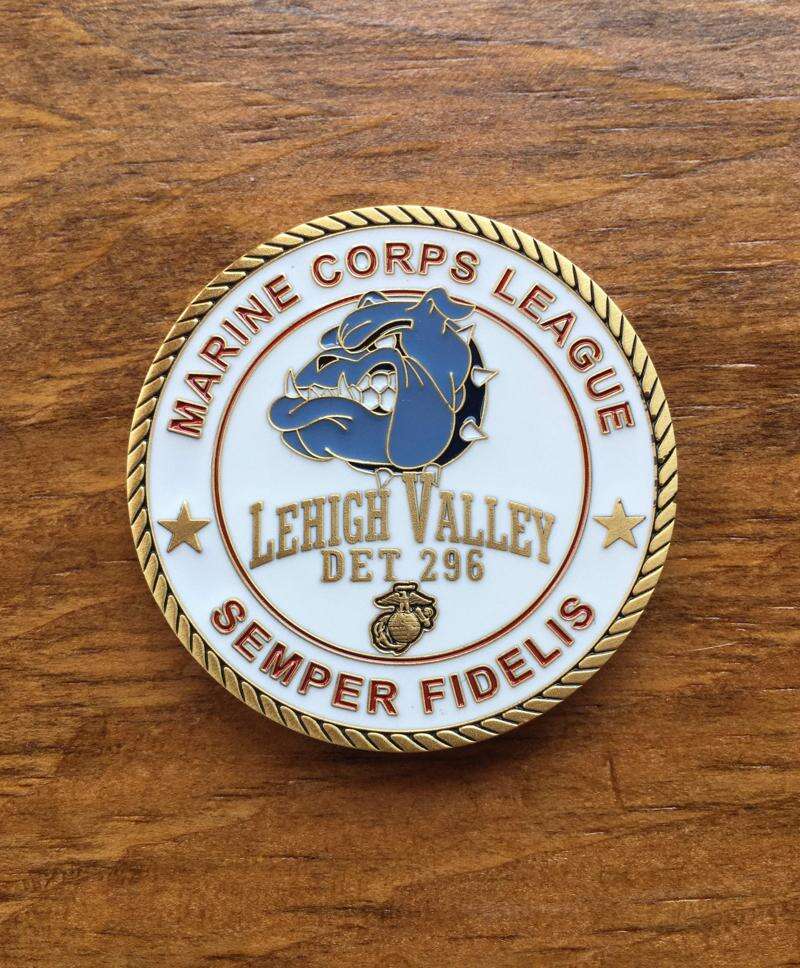 MARINE CORPS LEAGUE
LEHIGH VALLEY
DET 296
SEMPER FIDELIS